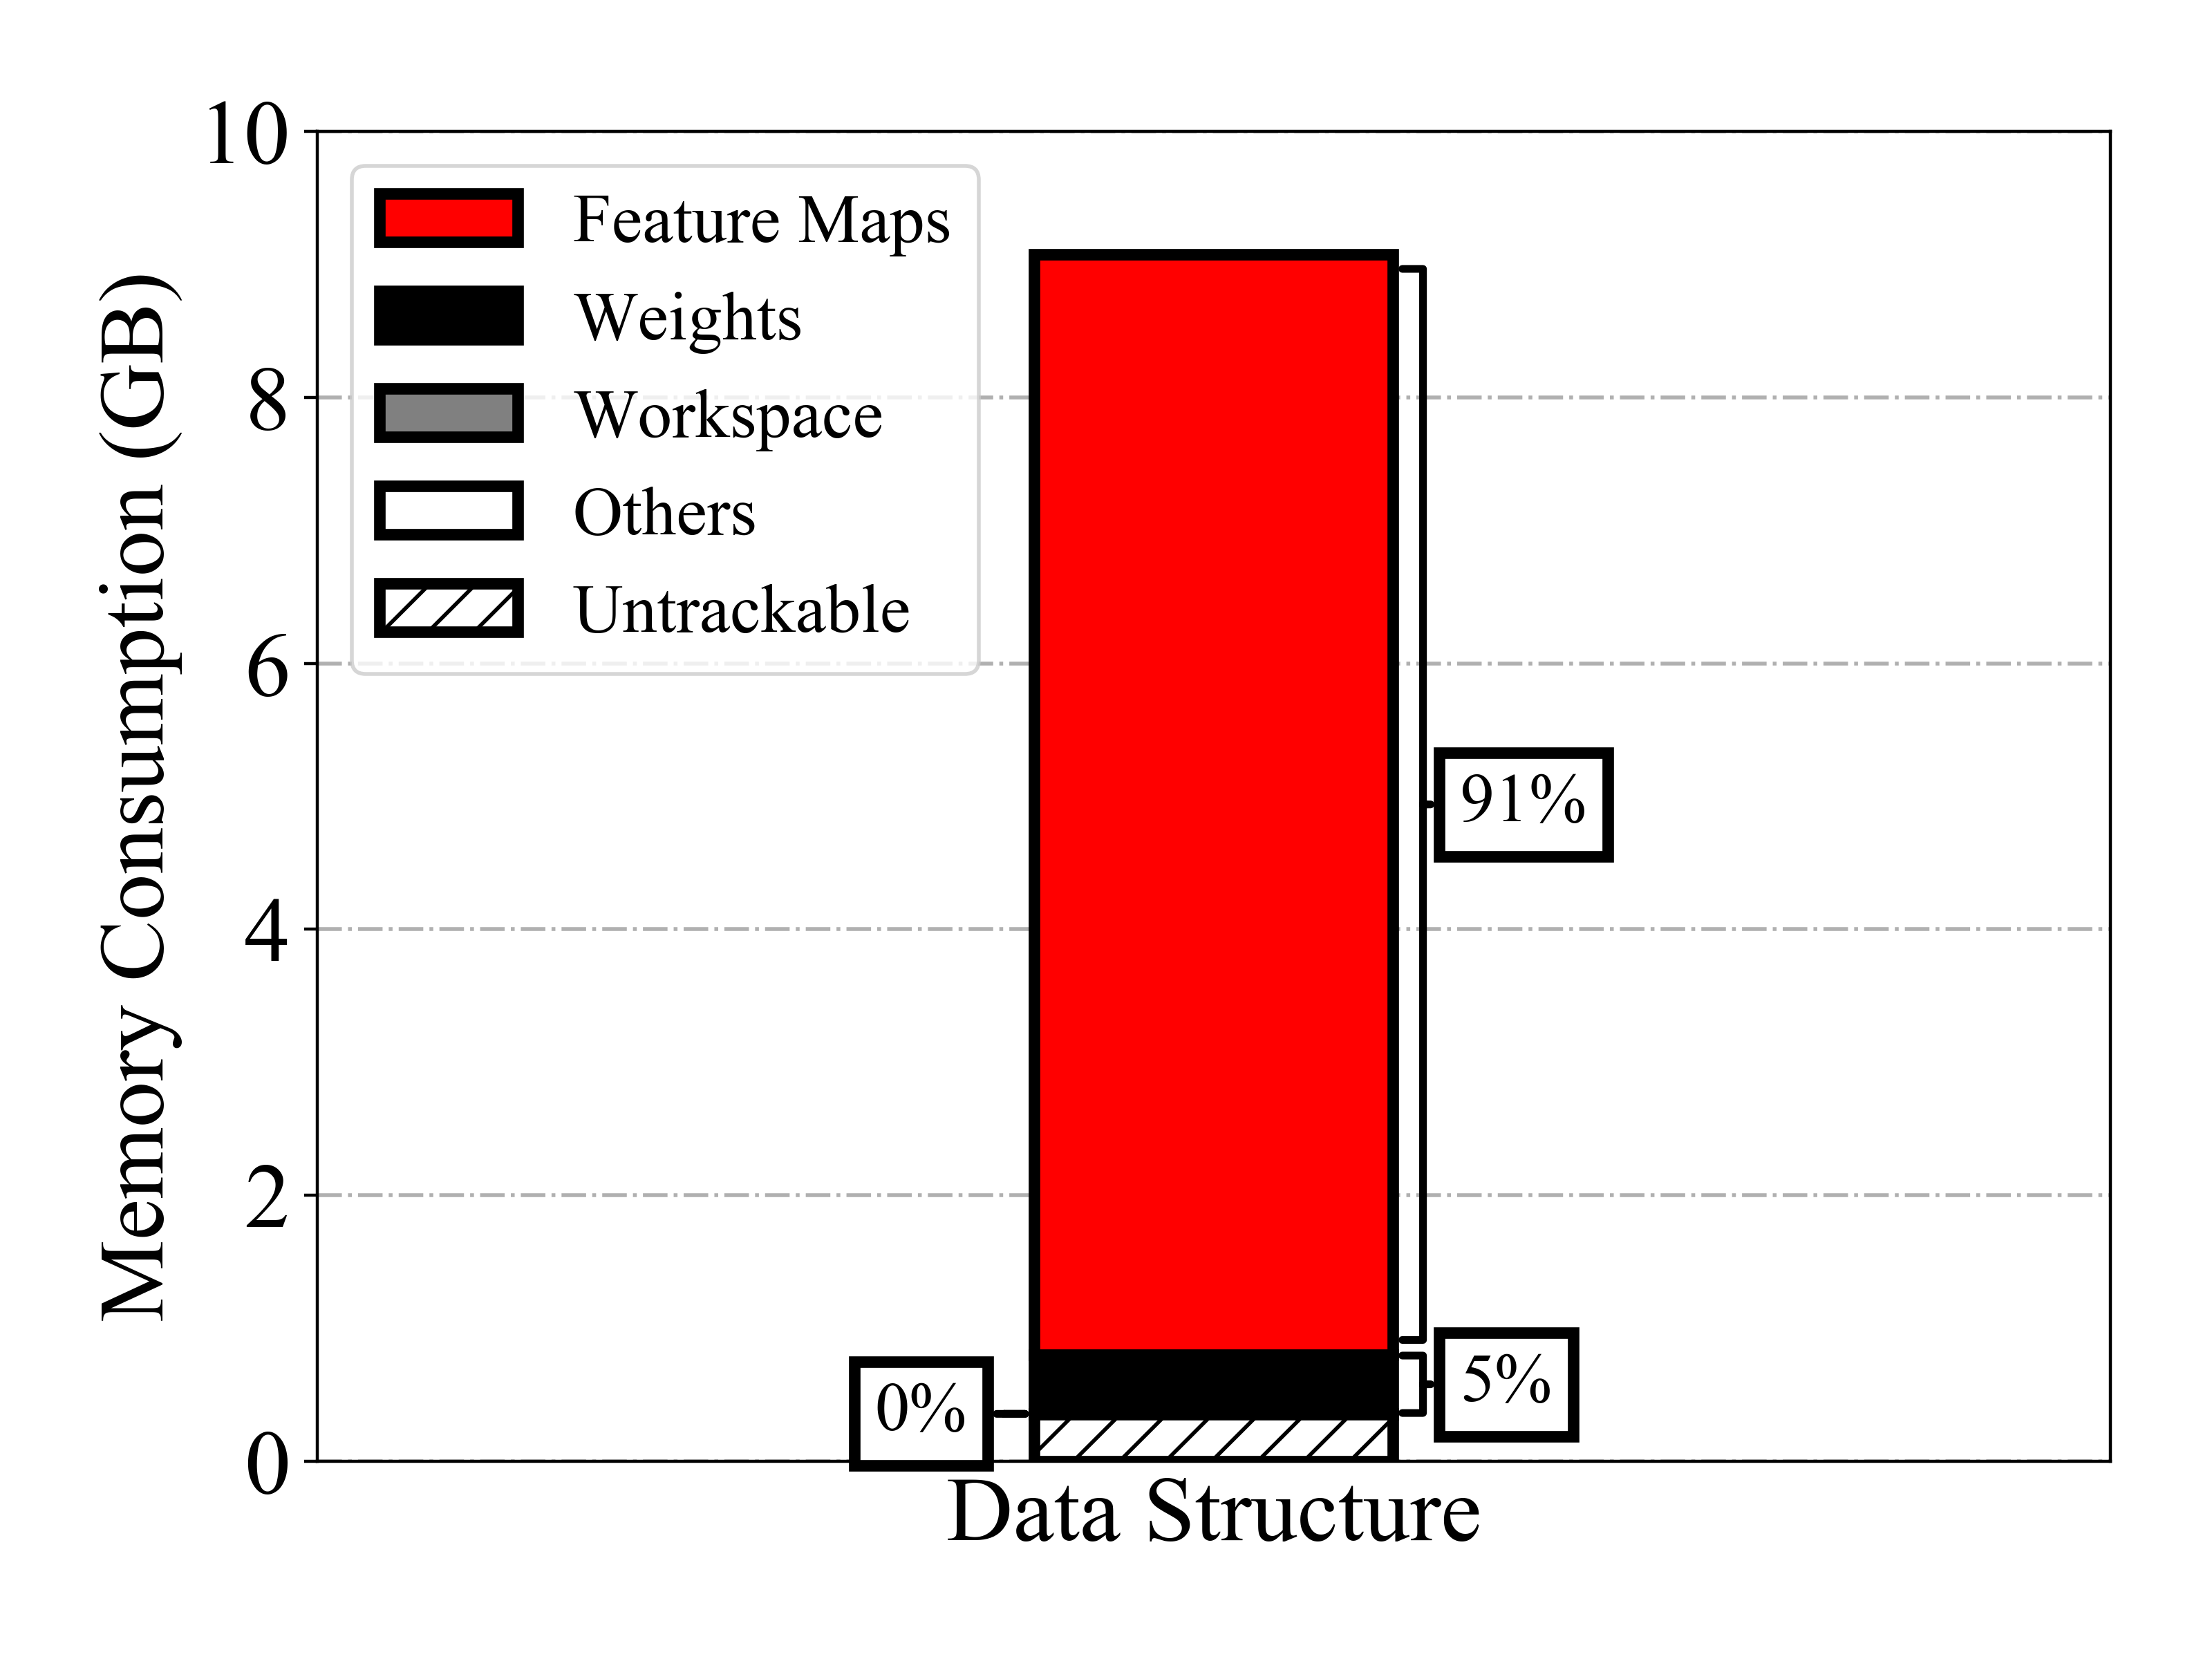 Memory Consumption (GB)
10
8
6
4
2
0
Feature Maps
Weights
Workspace
Others
Untrackable
91%
5%
0%
Data Structure